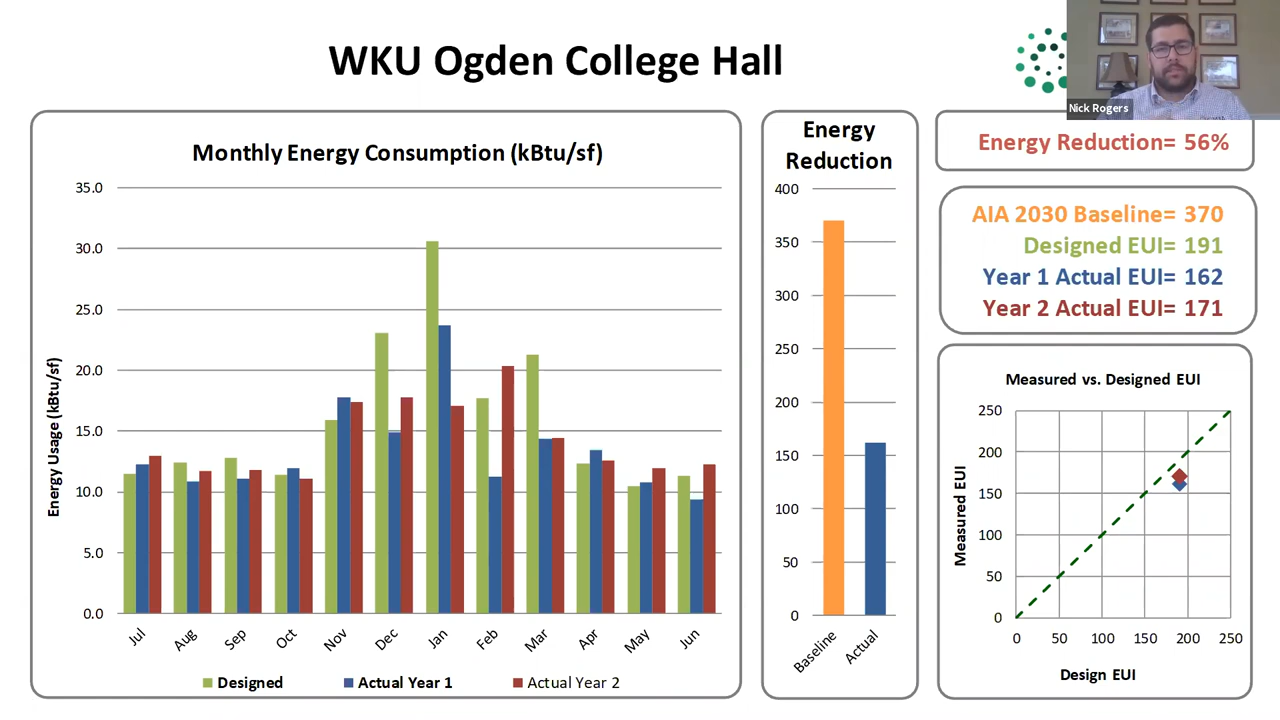 WKU Ogden College Hall
Nick Rogers
Monthly Energy Consumption (kBtu/sf)
35.0
30.0
25.0
20.0
15.0
10.0
5.0
0.0
Energy Usage (kBtu/sf)
Jul
Aug
Sep
Oct
Nov
Dec
Jan
Feb
Mar
Apr
May
Jun
Designed
Actual Year 1
Actual Year 2
Energy
Reduction
400
350
300
250
200
150
100
50
0
Baseline
Actual
Energy Reduction= 56%
AIA 2030 Baseline= 370
Designed EUI= 191
Year 1 Actual EUI= 162
Year 2 Actual EUI= 171
Measured vs. Designed EUI
250
200
150
100
50
0
Measured EUI
0 50 100 150 200 250
Design EUI